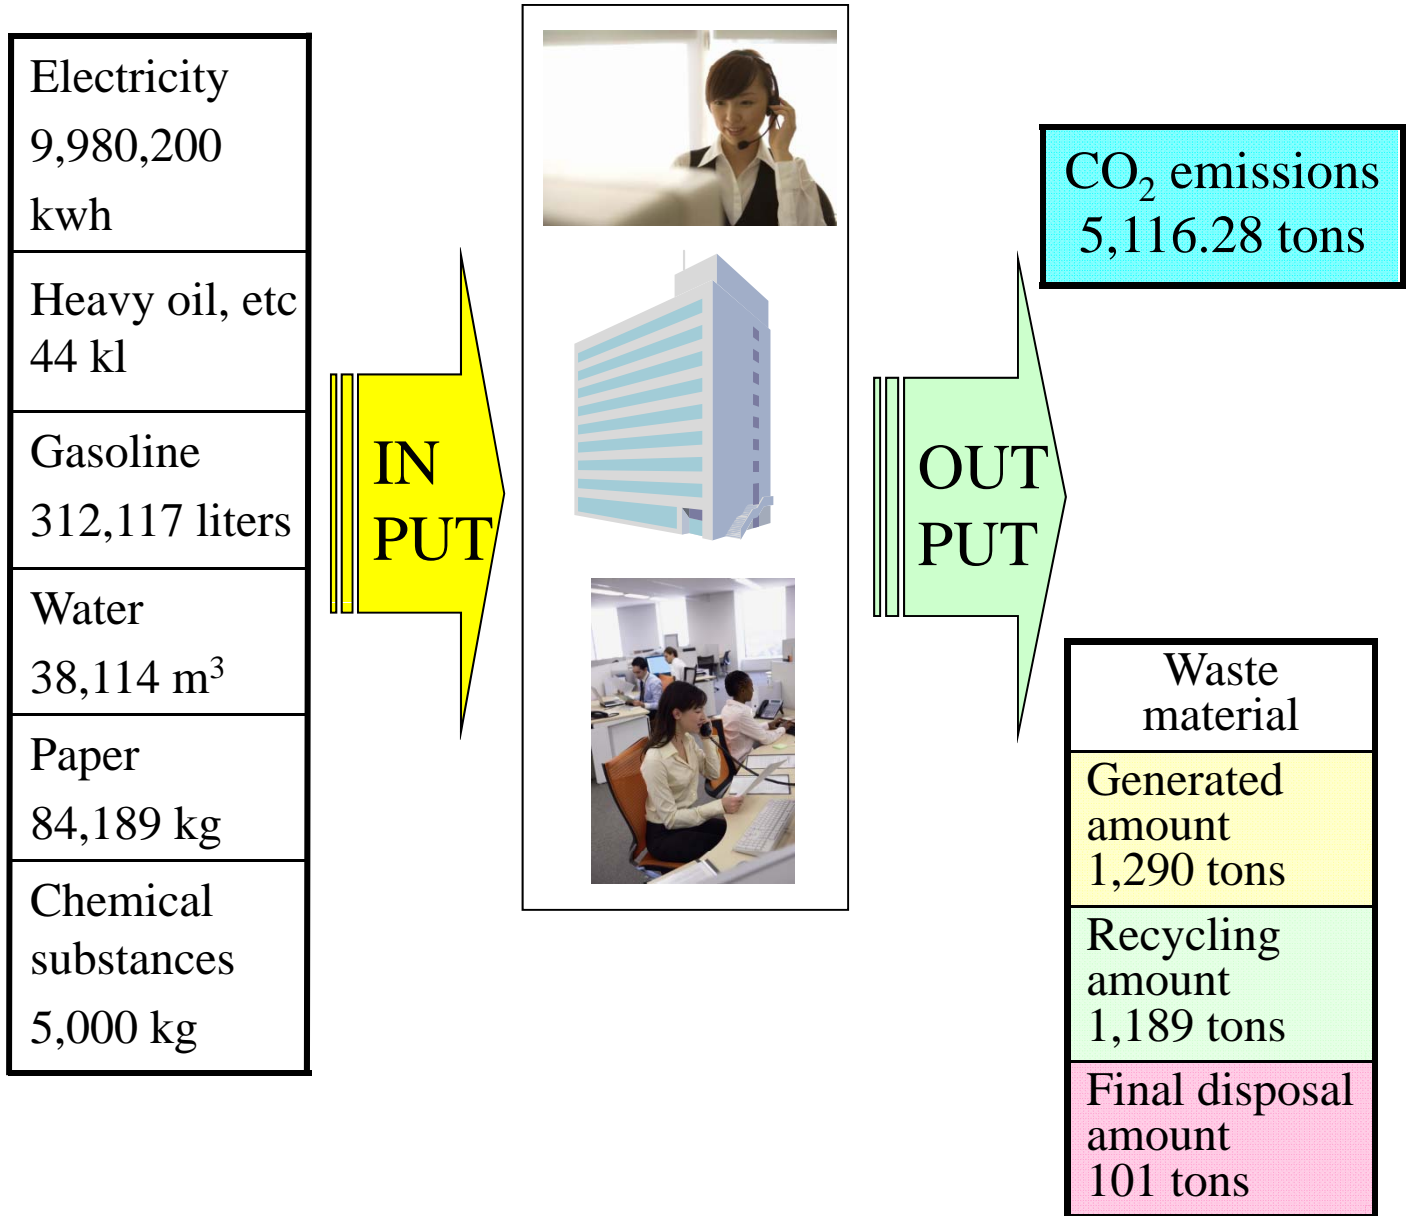 Electricity
9,980,200
kwh
Heavy oil, etc
44 kl
Gasoline
312,117 liters
Water
38,114 m³
Paper
84,189 kg
Chemical
substances
5,000 kg
IN
PUT
OUT
PUT
CO₂ emissions
5,116.28 tons
Waste
material
Generated
amount
1,290 tons
Recycling
amount
1,189 tons
Final disposal
amount
101 tons